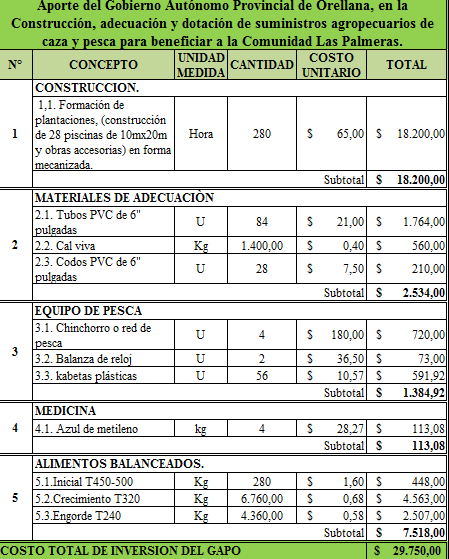 Aporte del Gobierno Autónomo Provincial de Orellana, en la
Construcción, adecuación y dotación de suministros agropecuarios de
caza y pesca para beneficiar a la Comunidad Las Palmeras.
N° CONCEPTO UNIDAD MEDIDA CANTIDAD COSTO UNITARIO TOTAL
CONSTRUCCION.
1 1,1. Formación de
plantaciones, (construcción
de 28 piscinas de 10mx20m
y obras accesorias) en forma
mecanizada. Hora 280 $ 65,00 $ 18.200,00
Subtotal $ 18.200,00
2 MATERIALES DE ADECUACIÒN
2.1. Tubos PVC de 6"
pulgadas U 84 $ 21,00 $ 1.764,00
2.2. Cal viva Kg 1.400,00 $ 0,40 $ 560,00
2.3. Codos PVC de 6"
pulgadas U 28 $ 7,50 $ 210,00
Subtotal $ 2.534,00
3 EQUIPO DE PESCA
3.1. Chinchorro o red de
pesca U 4 $ 180,00 $ 720,00
3.2. Balanza de reloj U 2 $ 36,50 $ 73,00
3.3. kabetas plásticas U 56 $ 10,57 $ 591,92
Subtotal $ 1.384,92
4 MEDICINA
4.1. Azul de metileno kg 4 $ 28,27 $ 113,08
Subtotal $ 113,08
5 ALIMENTOS BALANCEADOS.
5.1.Inicial T450-500 Kg 280 $ 1,60 $ 448,00
5.2.Crecimiento T320 Kg 6.760,00 $ 0,68 $ 4.563,00
5.3.Engorde T240 Kg 4.360,00 $ 0,58 $ 2.507,00
Subtotal $ 7.518,00
COSTO TOTAL DE INVERSION DEL GAPO $ 29.750,00